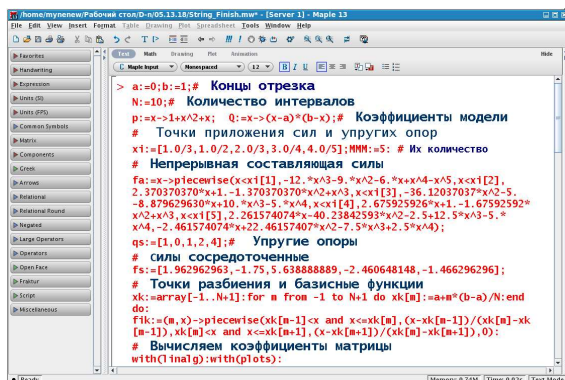 /home/mynenew/Рабочий стол/D-n/05.13.18/String_Finish.mw* - [Server 1] - Maple 13
File Edit View Insert Format Table Drawing Plot Spreadsheet Tools Window Help
Favorites
Handwriting
Expression
Units (SI)
Units (FPS)
Common Symbols
Matrix
Components
Greek
Arrows
Relational
Relational Round
Negated
Large Operators
Operators
Open Face
Fraktur
Script
Miscellaneous
Text Math Drawing Plot Animation Hide
C Maple Input Monospaced 12 B I U
> a:=0;b:=1;# Концы отрезка
N:=10;# Количество интервалов
p:=x->1+x^2+x; Q:=x->(x-a)*(b-x);# Коэффициенты модели
# Точки приложения сил и упругих опор
xi:=[1.0/3,1.0/2,2.0/3,3.0/4,4.0/5];MMM:=5: # Их количество
# Непрерывная составляющая силы
fa:=x->piecewise(x<xi[1],-12.*x^3-9.*x^2-6.*x+x^4-x^5,x<xi[2],
2.370370370*x+1.-1.370370370*x^2+x^3,x<xi[3],-36.12037037*x^2-5.
-8.879629630*x+10.*x^3-5.*x^4,x<xi[4],2.675925926*x+1.-1.67592592*
x^2+x^3,x<xi[5],2.261574074*x-40.23842593*x^2-2.5+12.5*x^3-5.*
x^4,-2.461574074*x+22.46157407*x^2-7.5*x^3+2.5*x^4);
qs:=[1,0,1,2,4];# Упругие опоры
# силы сосредоточенные
fs:=[1.962962963,-1.75,5.638888889,-2.460648148,-1.466296296];
# Точки разбиения и базисные функции
xk:=array[-1..N+1]:for m from -1 to N+1 do xk[m]:=a+m*(b-a)/N:end
do:
fik:=(m,x)->piecewise(xk[m-1]<x and x<=xk[m],(x-xk[m-1])/(xk[m]-xk
[m-1]),xk[m]<x and x<=xk[m+1],(x-xk[m+1])/(xk[m]-xk[m+1]),0):
# Вычисляем коэффициенты матрицы
with(linalg):with(plots):
Ready
Memory: 0.74M Time: 0.92s Text Mode